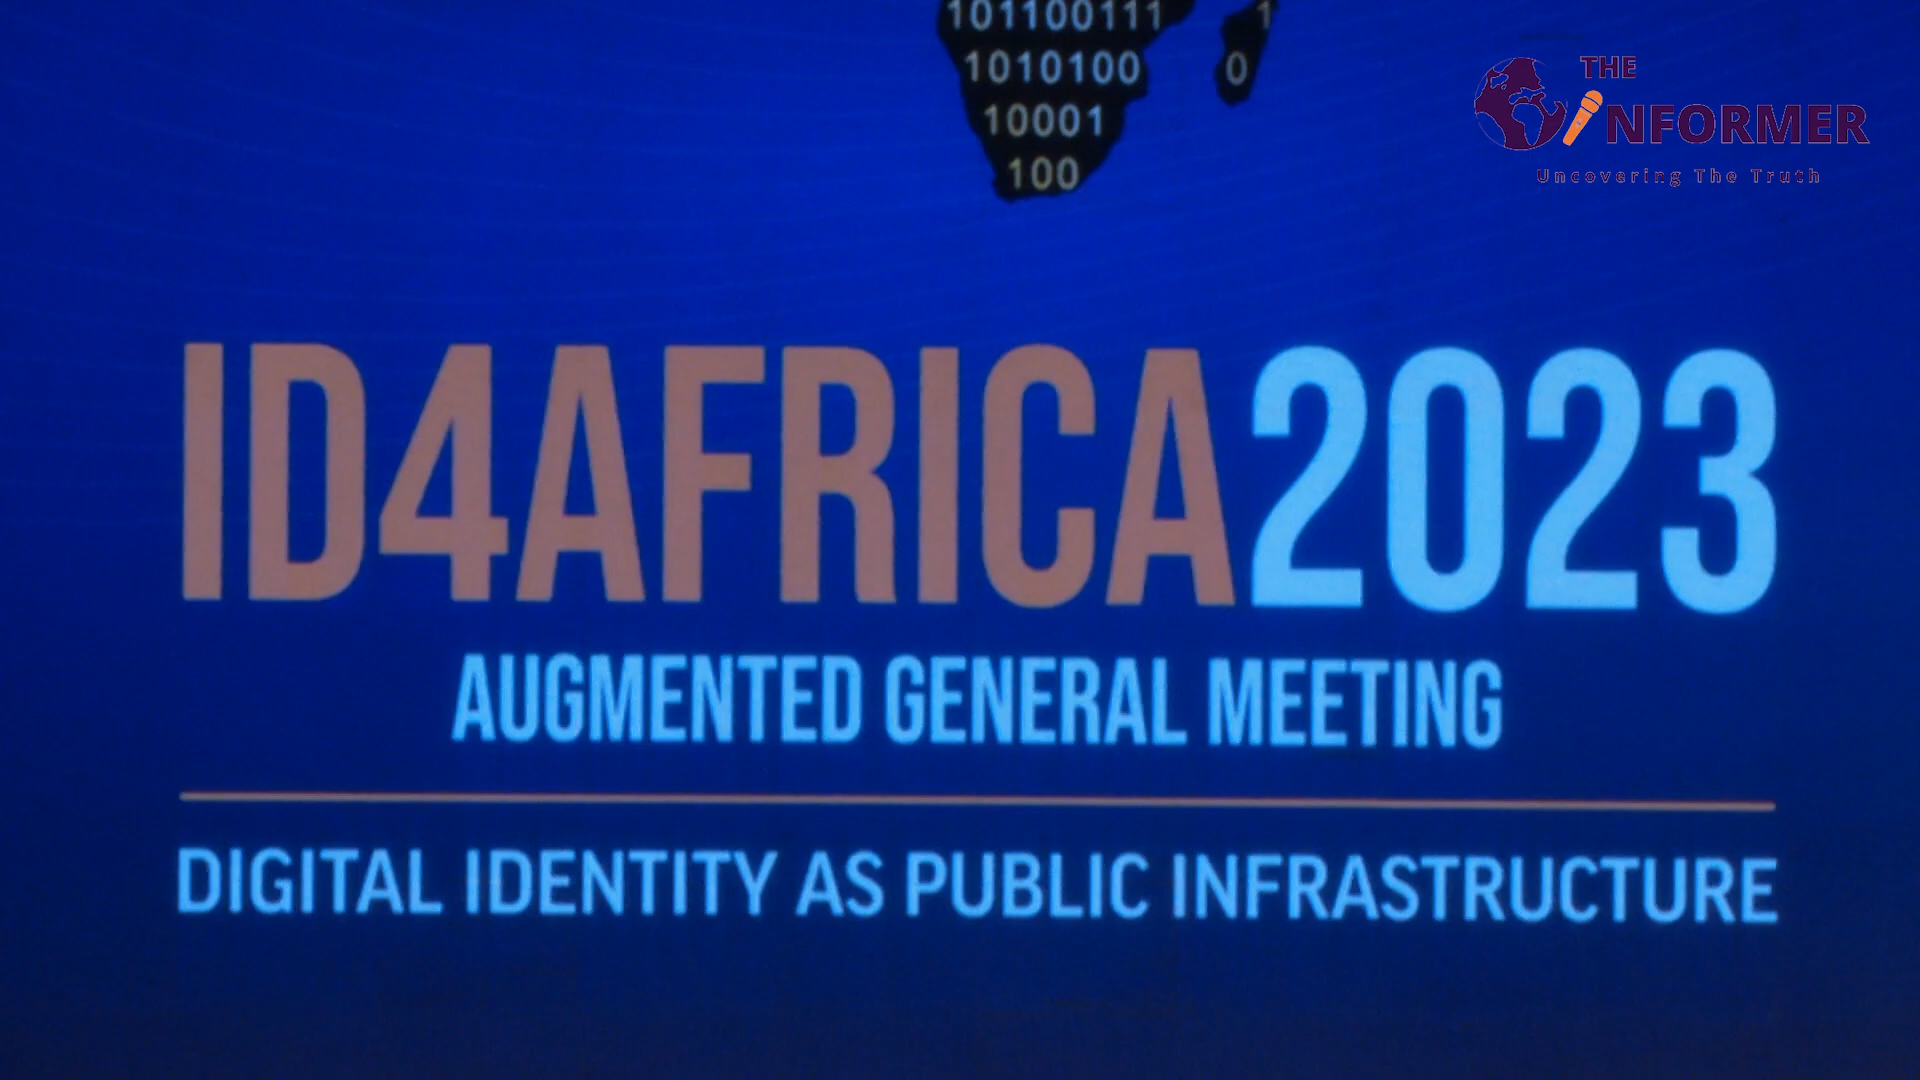 101100111 1
1010100 0
10001
100
THE
INFORMER
Uncovering The Truth
ID4AFRICA2023
AUGMENTED GENERAL MEETING
DIGITAL IDENTITY AS PUBLIC INFRASTRUCTURE